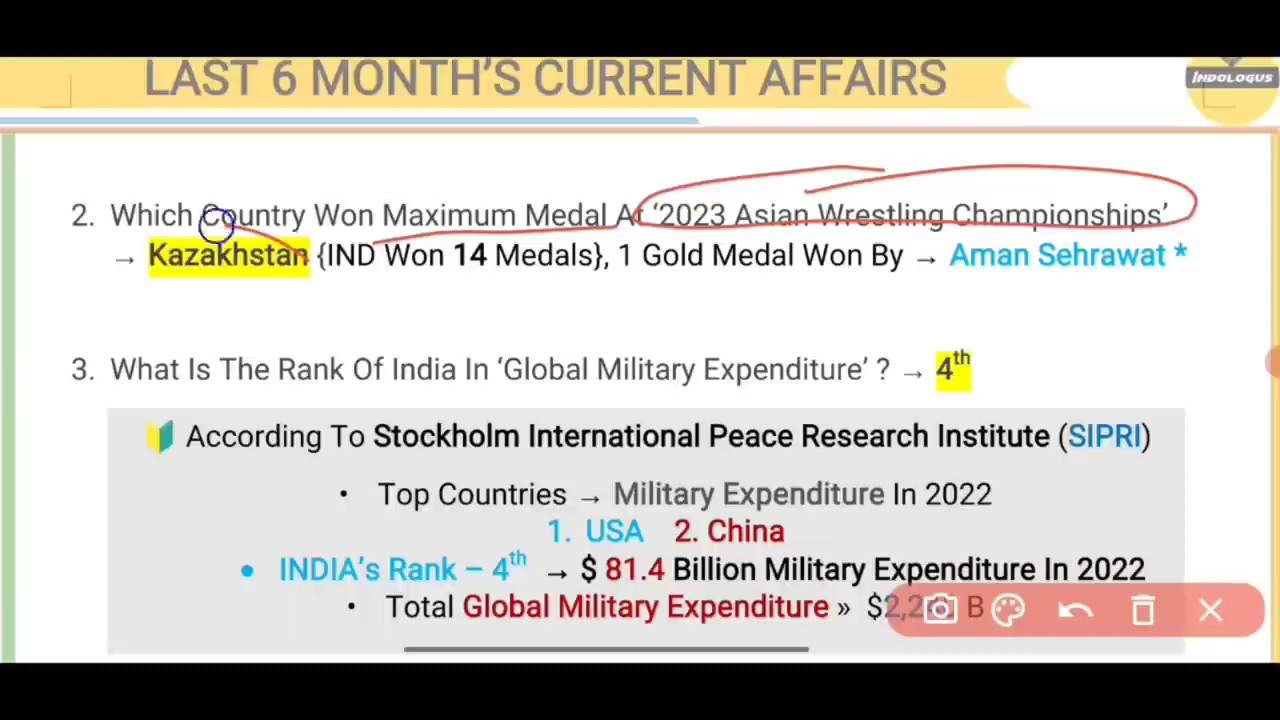 LAST 6 MONTH'S CURRENT AFFAIRS
INDOLOGUS
2. Which Country Won Maximum Medal At '2023 Asian Wrestling Championships'
→ Kazakhstan {IND Won 14 Medals}, 1 Gold Medal Won By → Aman Sehrawat *
3. What Is The Rank Of India In 'Global Military Expenditure' ? → 4th
According To Stockholm International Peace Research Institute (SIPRI)
• Top Countries → Military Expenditure In 2022
1. USA 2. China
• INDIA's Rank – 4th → $ 81.4 Billion Military Expenditure In 2022
• Total Global Military Expenditure » B